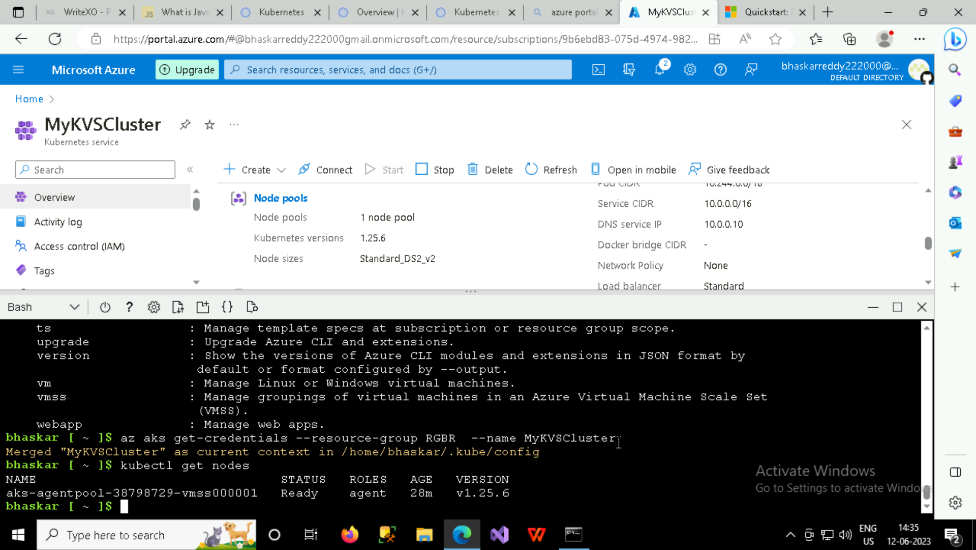 WriteXO - P
What is Java
Kubernetes
Overview | K
Kubernetes
azure portal
MyKVSClust
Quickstart:
https://portal.azure.com/#@bhaskarreddy222000gmail.onmicrosoft.com/resource/subscriptions/9b6ebd83-075d-4974-982...
Microsoft Azure
Upgrade
Search resources, services, and docs (G+/)
2
bhaskarreddy222000@...
DEFAULT DIRECTORY
Home
MyKVSCluster
Kubernetes service
Search
Create
Connect
Start
Stop
Delete
Refresh
Open in mobile
Give feedback
Overview
Activity log
Access control (IAM)
Tags
Node pools
Node pools 1 node pool
Kubernetes versions 1.25.6
Node sizes Standard_DS2_v2
Pod CIDR 10.244.0.0/16
Service CIDR 10.0.0.0/16
DNS service IP 10.0.0.10
Docker bridge CIDR -
Network Policy None
Load balancer Standard
Bash
ts : Manage template specs at subscription or resource group scope.
upgrade : Upgrade Azure CLI and extensions.
version : Show the versions of Azure CLI modules and extensions in JSON format by
default or format configured by --output.
vm : Manage Linux or Windows virtual machines.
vmss : Manage groupings of virtual machines in an Azure Virtual Machine Scale Set
(VMSS).
webapp : Manage web apps.
bhaskar [ ~ ]$ az aks get-credentials --resource-group RGBR --name MyKVSCluster
Merged "MyKVSCluster" as current context in /home/bhaskar/.kube/config
bhaskar [ ~ ]$ kubectl get nodes
NAME STATUS ROLES AGE VERSION
aks-agentpool-38798729-vmss000001 Ready agent 28m v1.25.6
bhaskar [ ~ ]$
Activate Windows
Go to Settings to activate Windo
Type here to search
ENG
US
14:35
12-06-2023
2